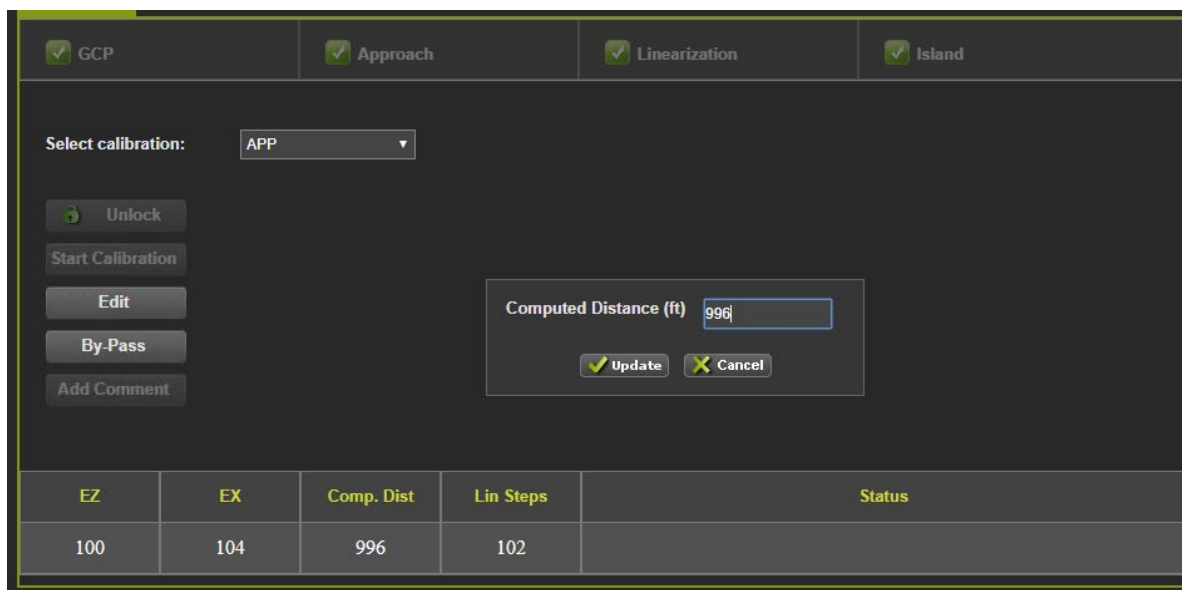 GCP Approach Linearization Island
Select calibration: APP
Unlock
Start Calibration
Edit
By-Pass
Add Comment
Computed Distance (ft) 996
Update Cancel
EZ EX Comp. Dist Lin Steps Status
100 104 996 102